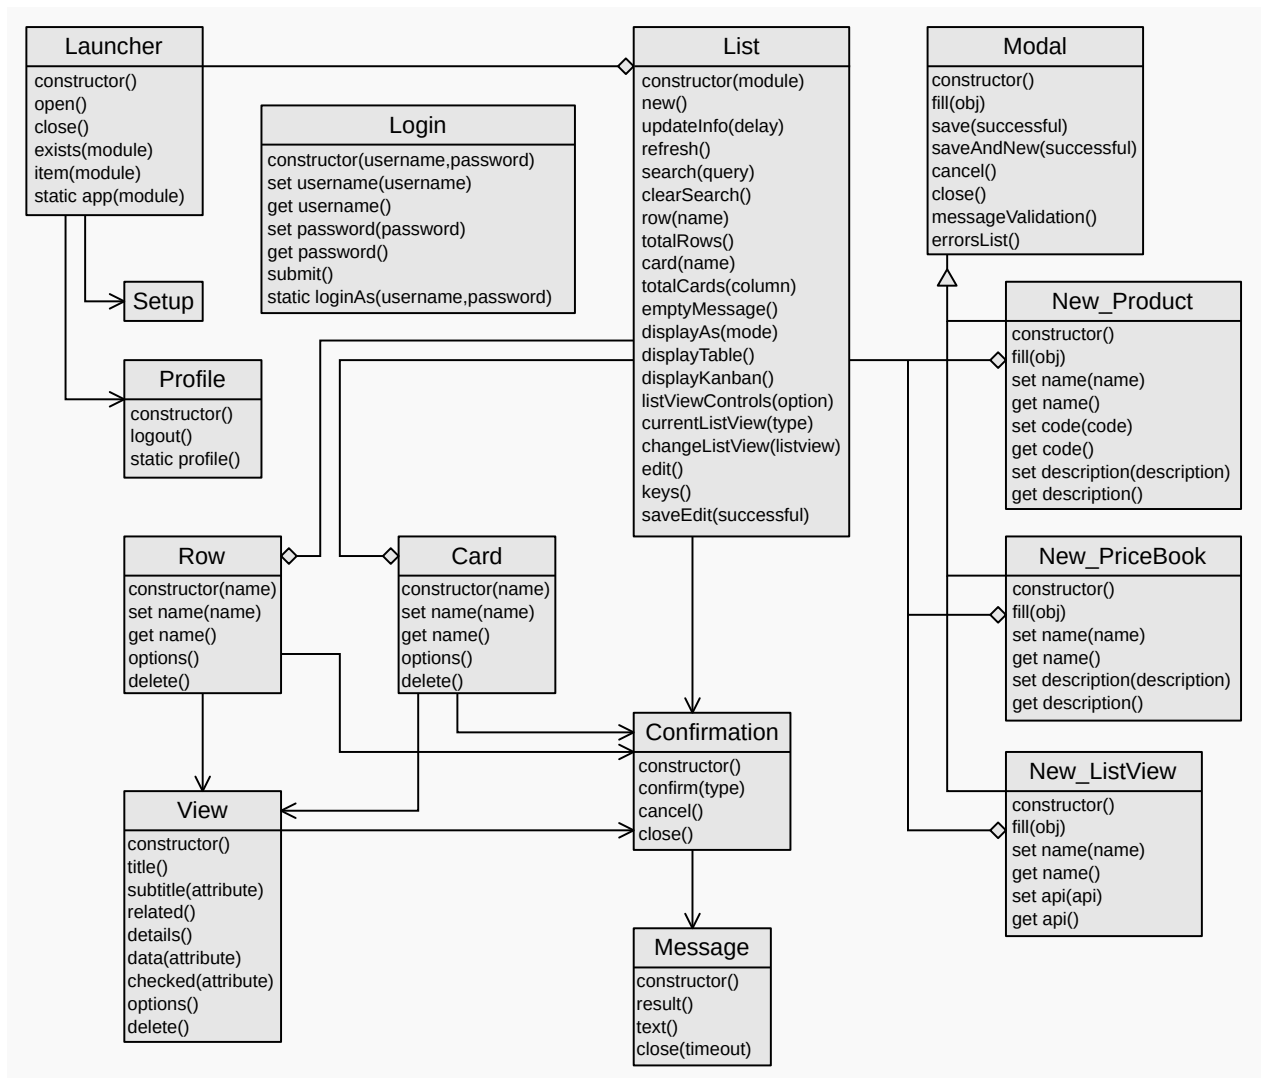 Launcher
constructor()
open()
close()
exists(module)
item(module)
static app(module)
Login
constructor(username,password)
set username(username)
get username()
set password(password)
get password()
submit()
static loginAs(username,password)
Setup
Profile
constructor()
logout()
static profile()
List
constructor(module)
new()
updateInfo(delay)
refresh()
search(query)
clearSearch()
row(name)
totalRows()
card(name)
totalCards(column)
emptyMessage()
displayAs(mode)
displayTable()
displayKanban()
listViewControls(option)
currentListView(type)
changeListView(listview)
edit()
keys()
saveEdit(successful)
Modal
constructor()
fill(obj)
save(successful)
saveAndNew(successful)
cancel()
close()
messageValidation()
errorsList()
New_Product
constructor()
fill(obj)
set name(name)
get name()
set code(code)
get code()
set description(description)
get description()
Row
constructor(name)
set name(name)
get name()
options()
delete()
Card
constructor(name)
set name(name)
get name()
options()
delete()
New_PriceBook
constructor()
fill(obj)
set name(name)
get name()
set description(description)
get description()
Confirmation
constructor()
confirm(type)
cancel()
close()
New_ListView
constructor()
fill(obj)
set name(name)
get name()
set api(api)
get api()
View
constructor()
title()
subtitle(attribute)
related()
details()
data(attribute)
checked(attribute)
options()
delete()
Message
constructor()
result()
text()
close(timeout)